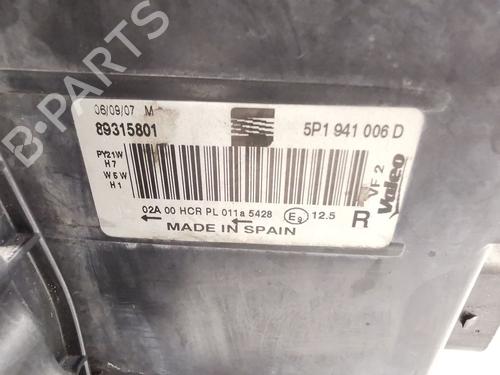 06/09/07 M
89315801
5P1 941 006 D
PY21W
H7
W5W
H1
VF2
Valeo
02A 00 HCR PL 011a 5428 E9 12.5
R
MADE IN SPAIN